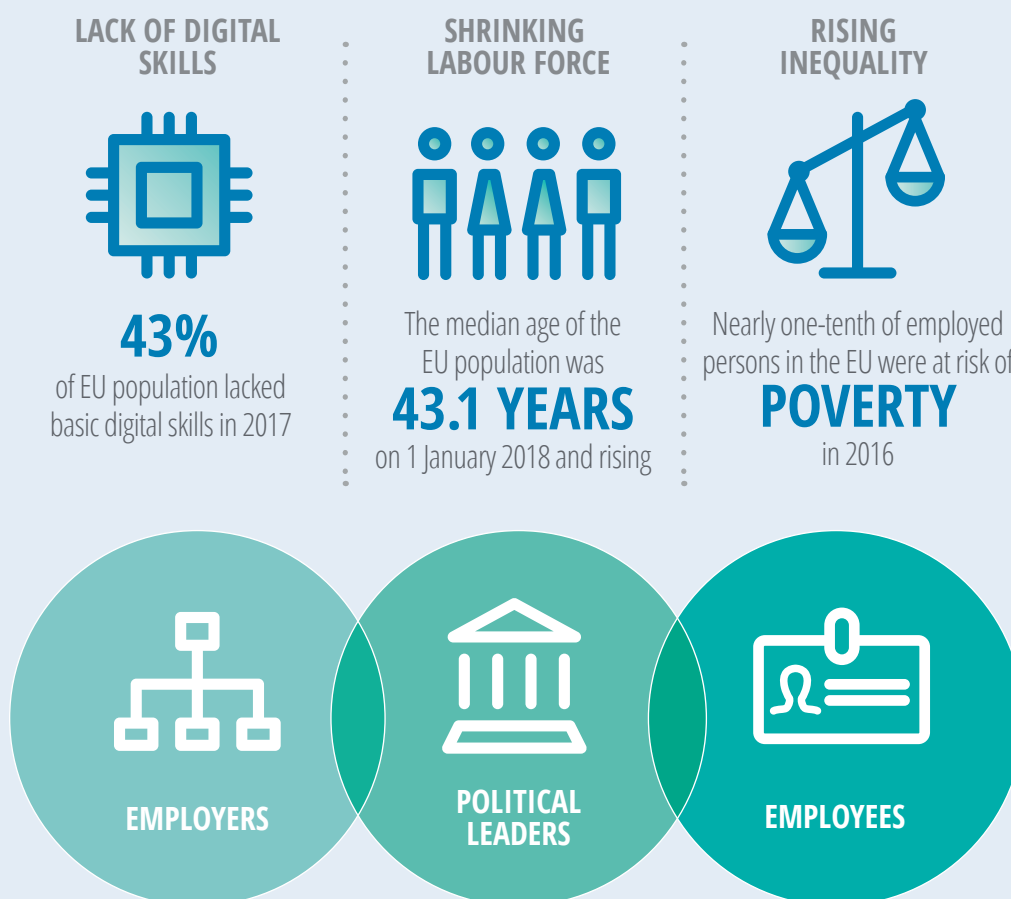 LACK OF DIGITAL
SKILLS
43%
of EU population lacked
basic digital skills in 2017
SHRINKING
LABOUR FORCE
The median age of the
EU population was
43.1 YEARS
on 1 January 2018 and rising
RISING
INEQUALITY
Nearly one-tenth of employed
persons in the EU were at risk of
POVERTY
in 2016
EMPLOYERS
POLITICAL
LEADERS
EMPLOYEES